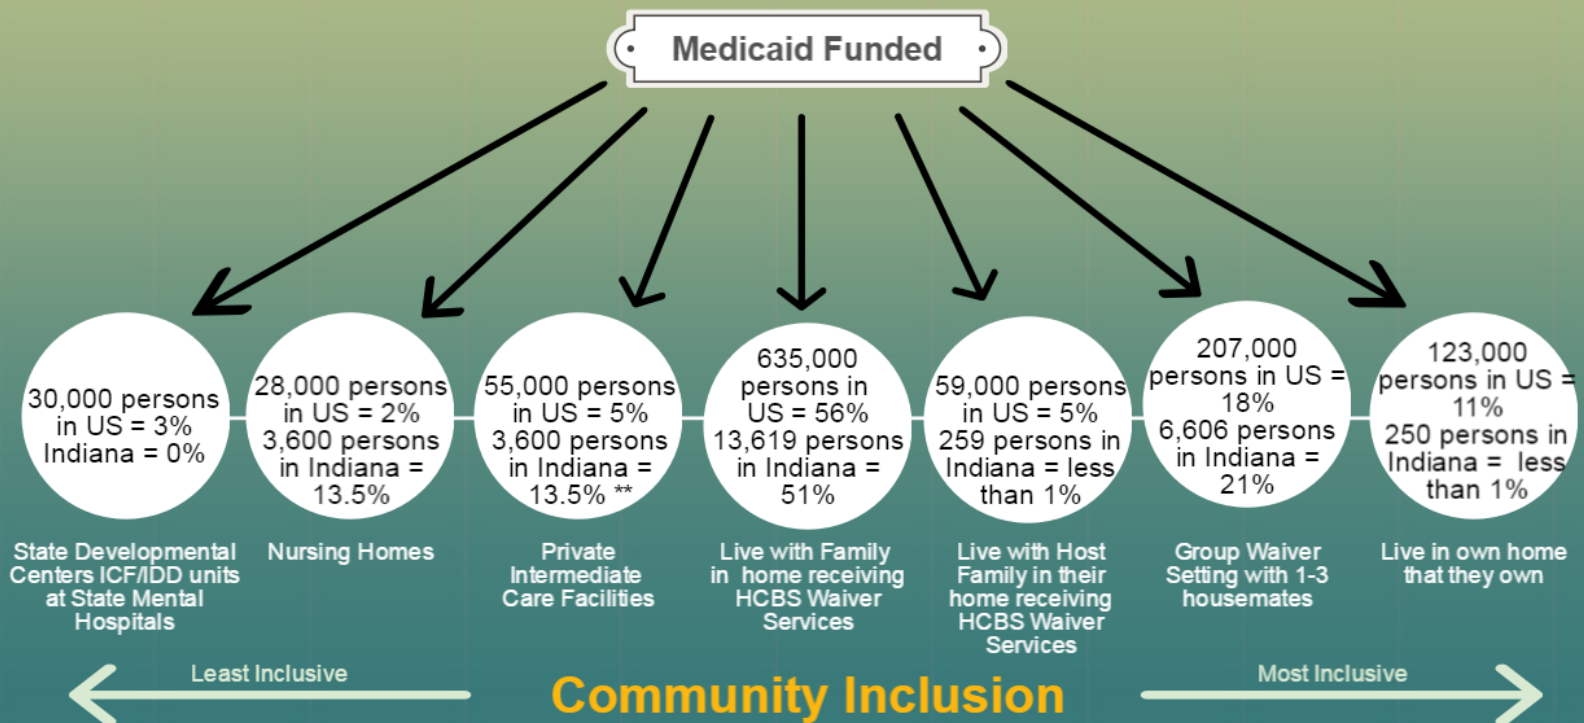 Medicaid Funded
30,000 persons
in US = 3%
Indiana = 0%
28,000 persons
in US = 2%
3,600 persons
in Indiana =
13.5%
55,000 persons
in US = 5%
3,600 persons
in Indiana =
13.5% **
635,000
persons in
US = 56%
13,619 persons
in Indiana =
51%
59,000 persons
in US = 5%
259 persons in
Indiana = less
than 1%
207,000
persons in US =
18%
6,606 persons
in Indiana =
21%
123,000
persons in US =
11%
250 persons in
Indiana = less
than 1%
State Developmental
Centers ICF/IDD units
at State Mental
Hospitals
Nursing Homes
Private
Intermediate
Care Facilities
Live with Family
in home receiving
HCBS Waiver
Services
Live with Host
Family in their
home receiving
HCBS Waiver
Services
Group Waiver
Setting with 1-3
housemates
Live in own home
that they own
Least Inclusive
Community Inclusion
Most Inclusive